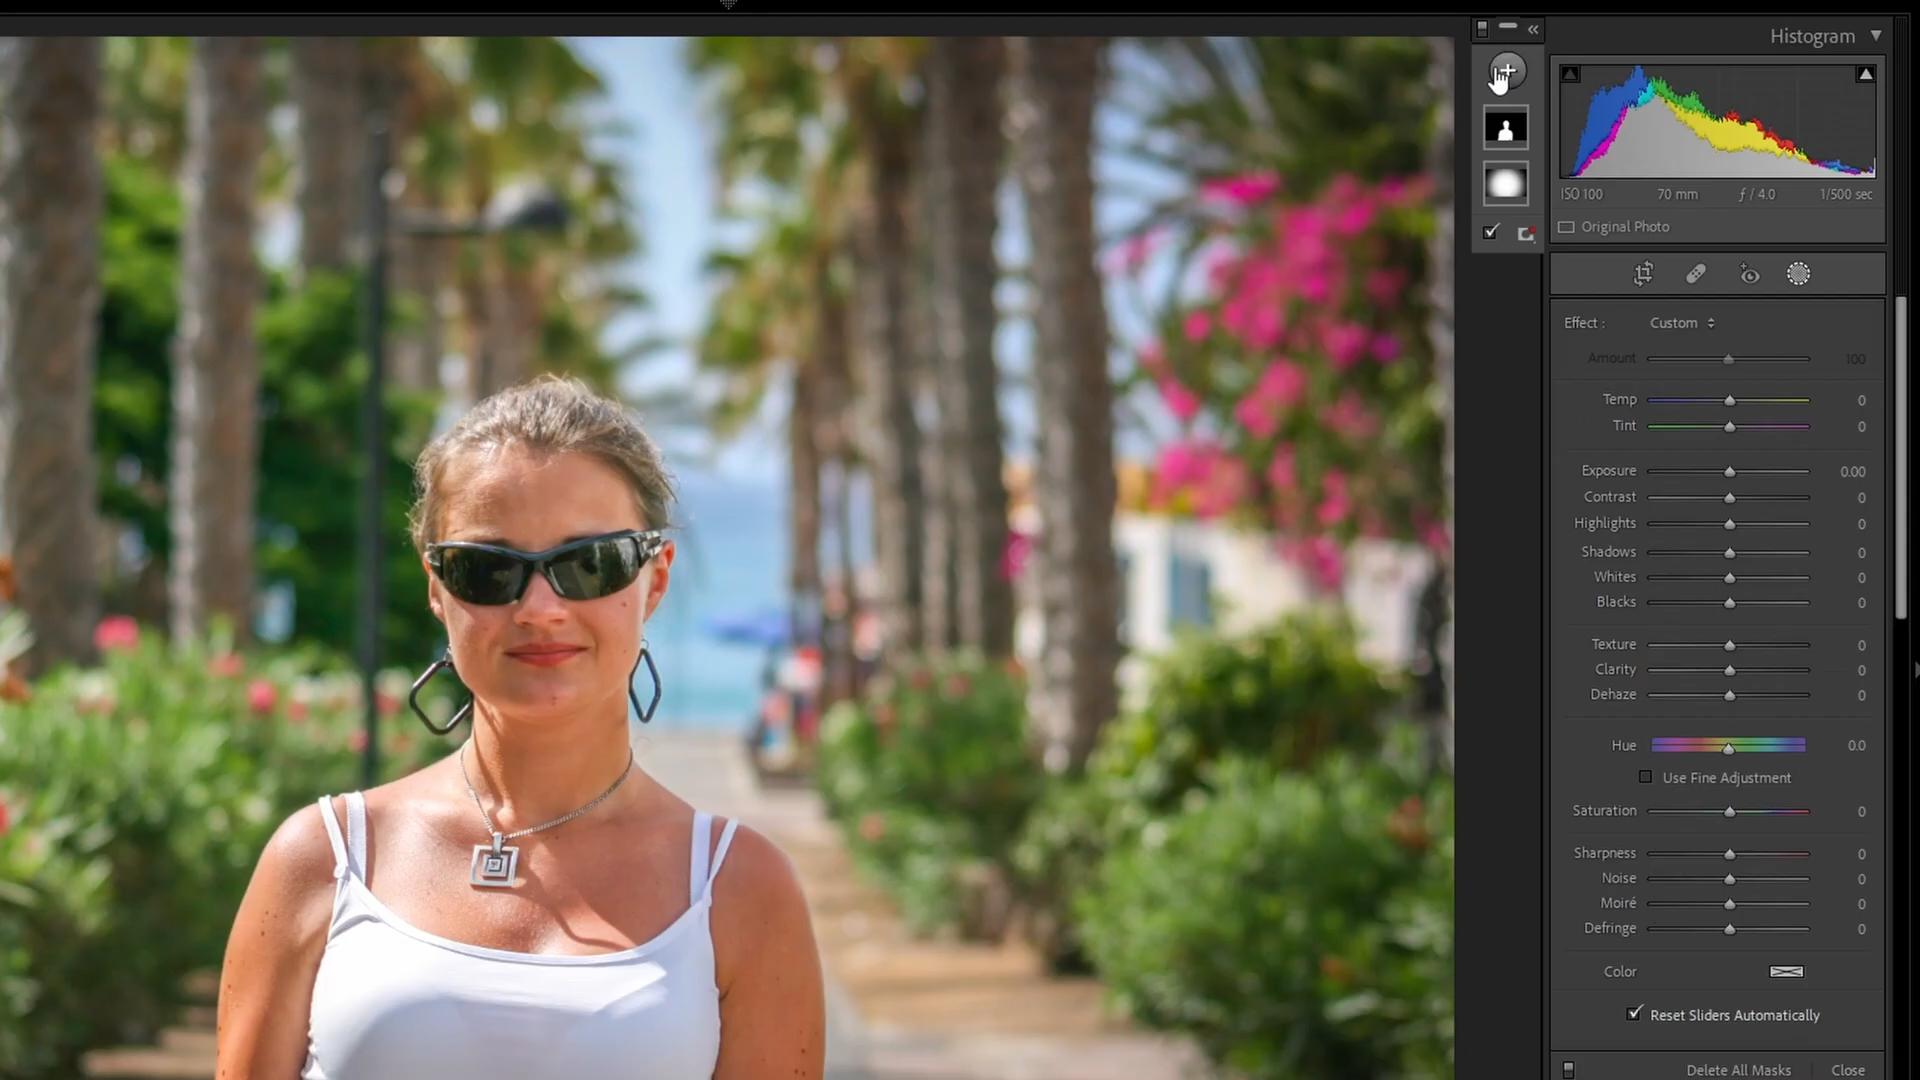 Histogram
ISO 100 70 mm ƒ / 4.0 1/500 sec
Original Photo
Effect : Custom
Amount 100
Temp 0
Tint 0
Exposure 0.00
Contrast 0
Highlights 0
Shadows 0
Whites 0
Blacks 0
Texture 0
Clarity 0
Dehaze 0
Hue 0.0
Use Fine Adjustment
Saturation 0
Sharpness 0
Noise 0
Moiré 0
Defringe 0
Color
Reset Sliders Automatically
Delete All Masks Close